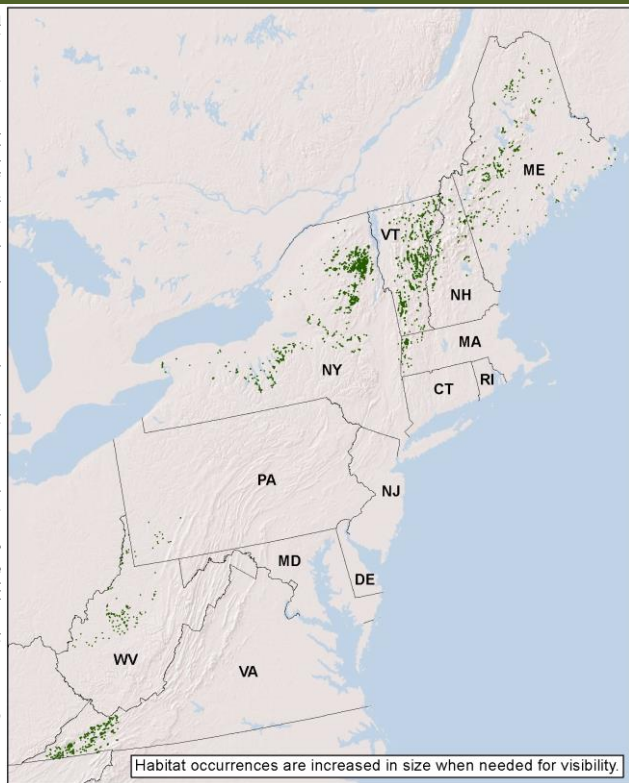 ME
VT
NH
MA
NY
RI
CT
PA
NJ
MD
DE
WV
VA
Habitat occurrences are increased in size when needed for visibility.